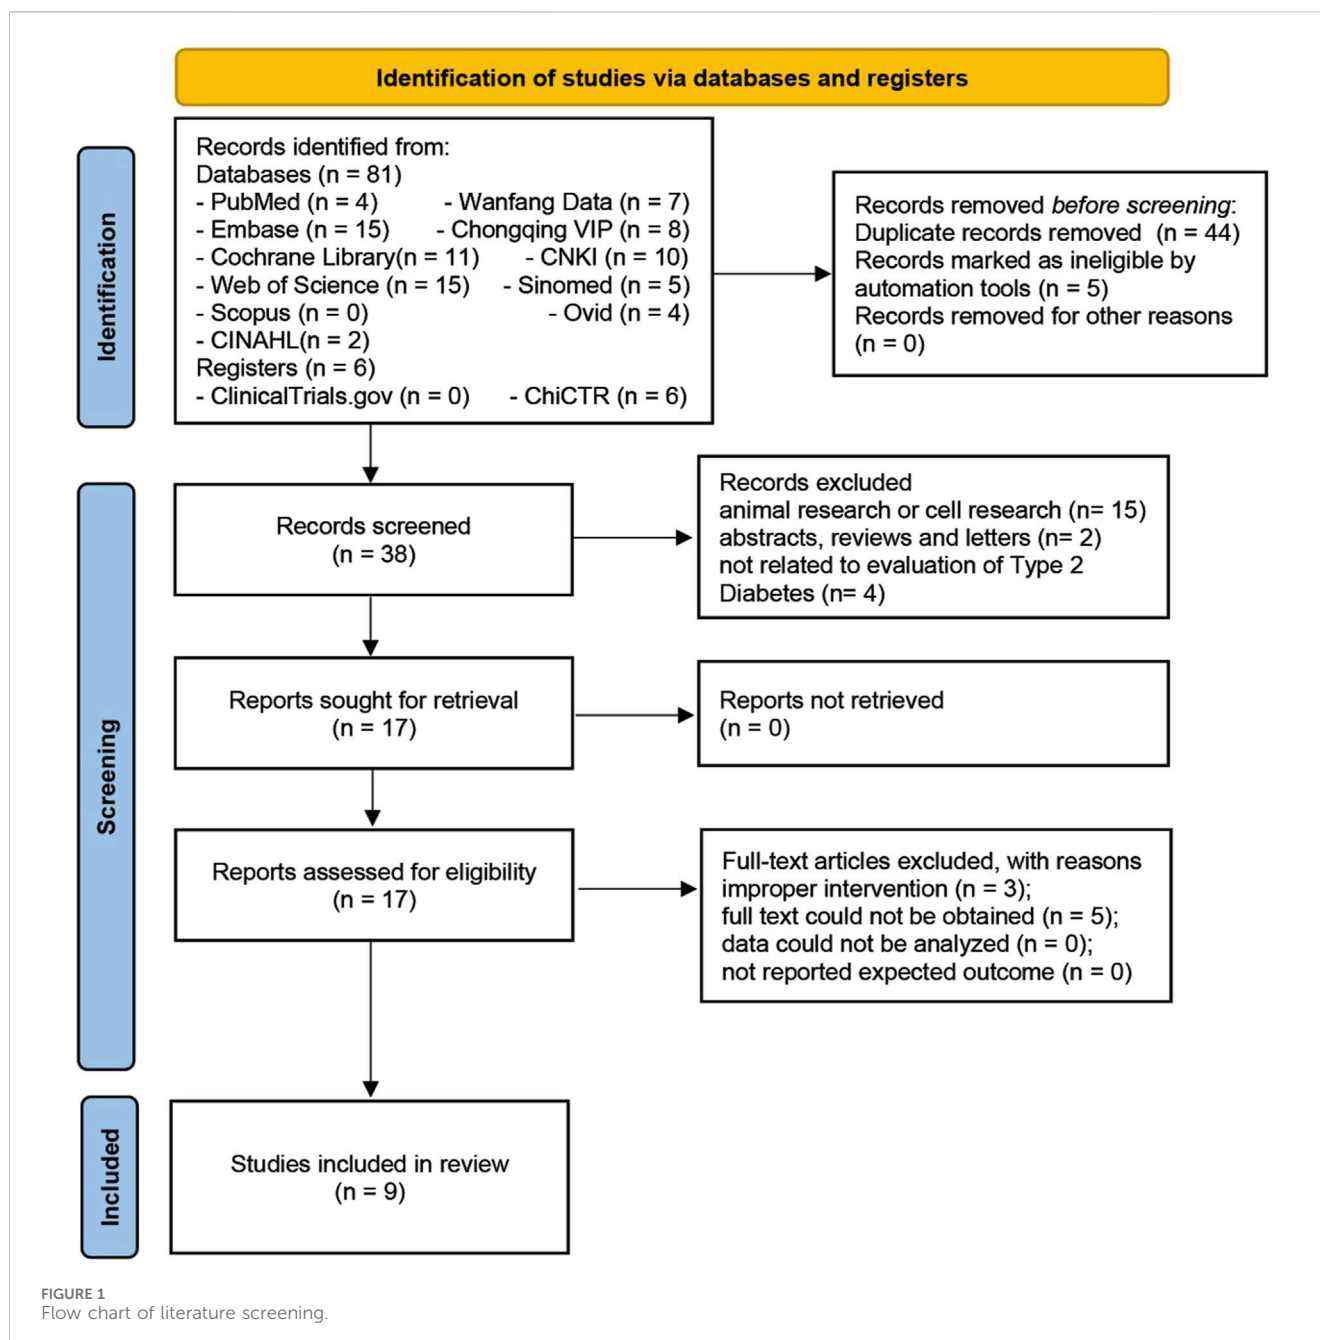 Identification of studies via databases and registers
Identification
Records identified from:
Databases (n = 81)
- PubMed (n = 4) - Wanfang Data (n = 7)
- Embase (n = 15) - Chongqing VIP (n = 8)
- Cochrane Library(n = 11) - CNKI (n = 10)
- Web of Science (n = 15) - Sinomed (n = 5)
- Scopus (n = 0) - Ovid (n = 4)
- CINAHL(n = 2)
Registers (n = 6)
- ClinicalTrials.gov (n = 0) - ChiCTR (n = 6)
Records removed before screening:
Duplicate records removed (n = 44)
Records marked as ineligible by
automation tools (n = 5)
Records removed for other reasons
(n = 0)
Screening
Records screened
(n = 38)
Records excluded
animal research or cell research (n= 15)
abstracts, reviews and letters (n= 2)
not related to evaluation of Type 2
Diabetes (n= 4)
Reports sought for retrieval
(n = 17)
Reports not retrieved
(n = 0)
Reports assessed for eligibility
(n = 17)
Full-text articles excluded, with reasons
improper intervention (n = 3);
full text could not be obtained (n = 5);
data could not be analyzed (n = 0);
not reported expected outcome (n = 0)
Included
Studies included in review
(n = 9)
FIGURE 1
Flow chart of literature screening.